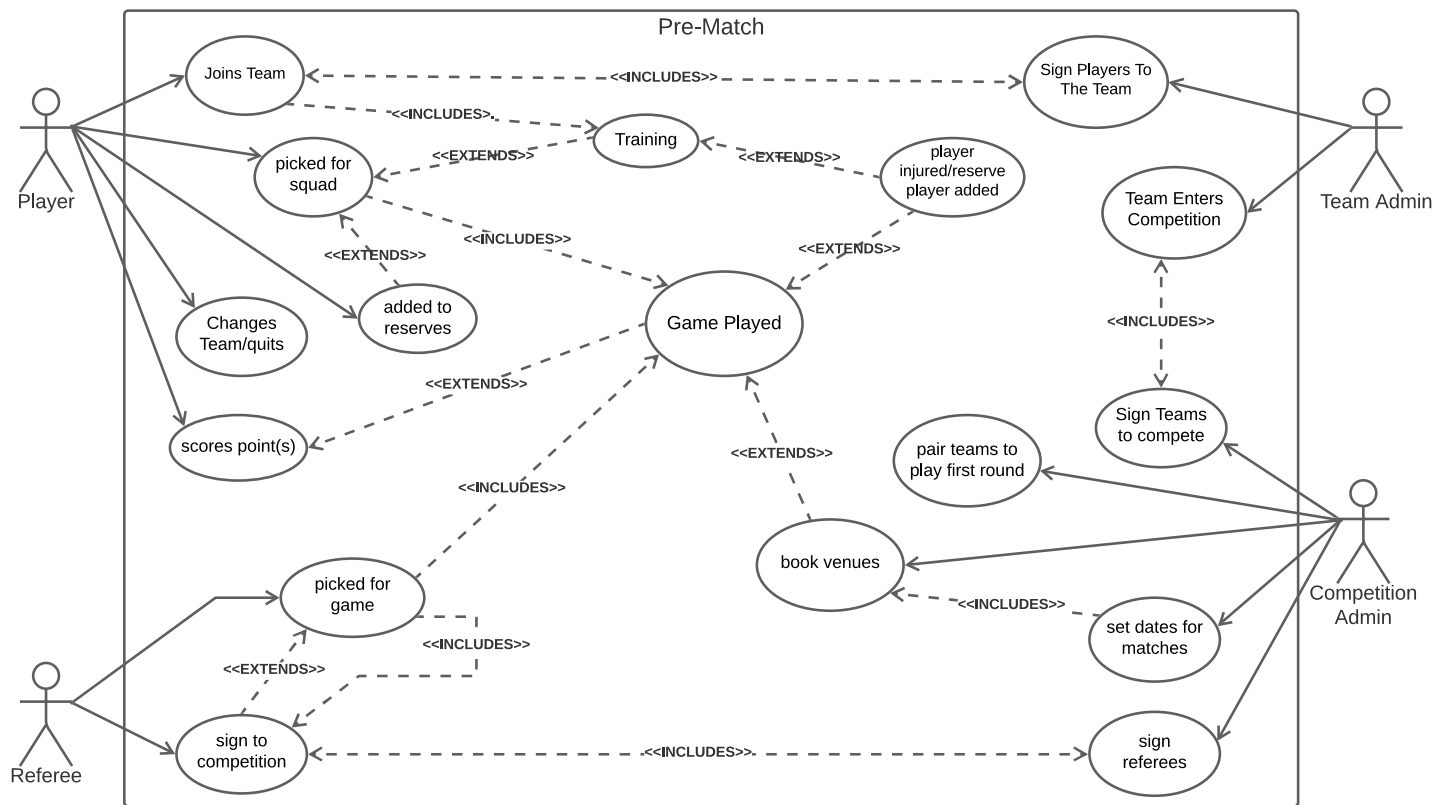 Pre-Match
Joins Team
<<INCLUDES>>
Sign Players To
The Team
<<INCLUDES>.
Training
<<EXTENDS>>
<<EXTENDS>>
picked for
squad
player
injured/reserve
player added
Player
Team Admin
Team Enters
Competition
<<INCLUDES>>
<<EXTENDS>>
<<EXTENDS>>
added to
reserves
Changes
Team/quits
Game Played
<<INCLUDES>>
<<EXTENDS>>
Sign Teams
to compete
scores point(s)
pair teams to
play first round
<<EXTENDS>>
<<INCLUDES>>
book venues
picked for
game
Competition
Admin
<<INCLUDES>>
set dates for
matches
<<INCLUDES>>
<<EXTENDS>>
sign to
competition
<<INCLUDES>>
sign
referees
Referee